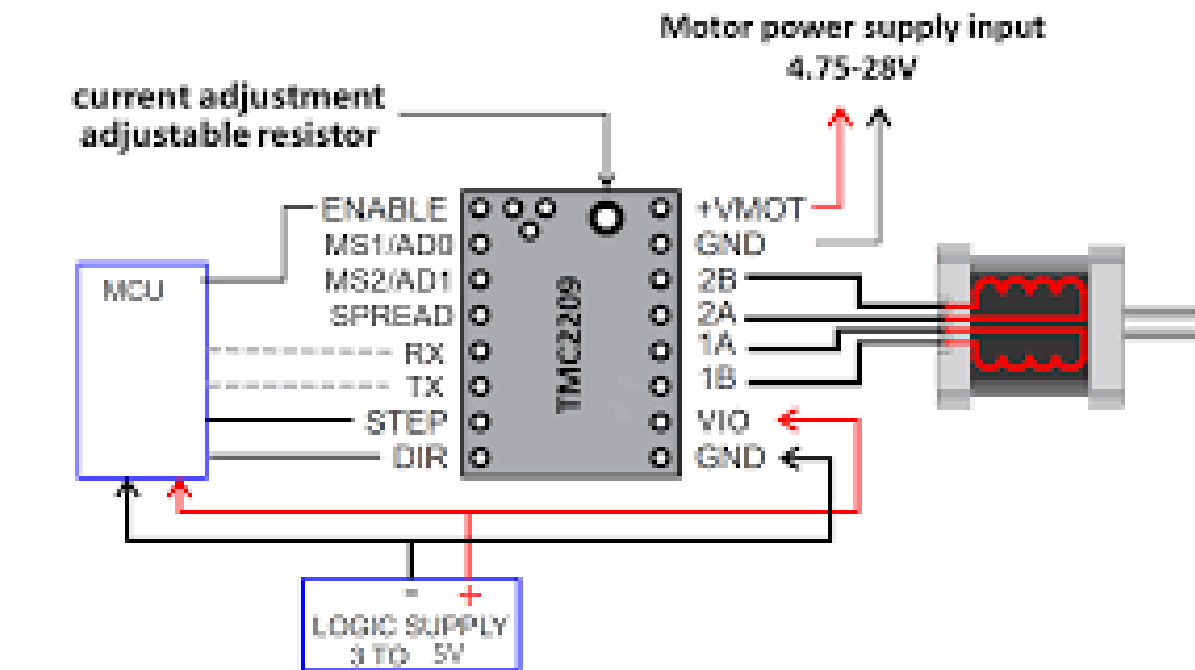 Motor power supply input
4.75-28V
current adjustment
adjustable resistor
ENABLE
MS1/AD0
MS2/AD1
SPREAD
RX
TX
STEP
DIR
MCU
TMC2209
+VMOT
GND
2B
2A
1A
1B
VIO
GND
- +
LOGIC SUPPLY
3 TO 5V